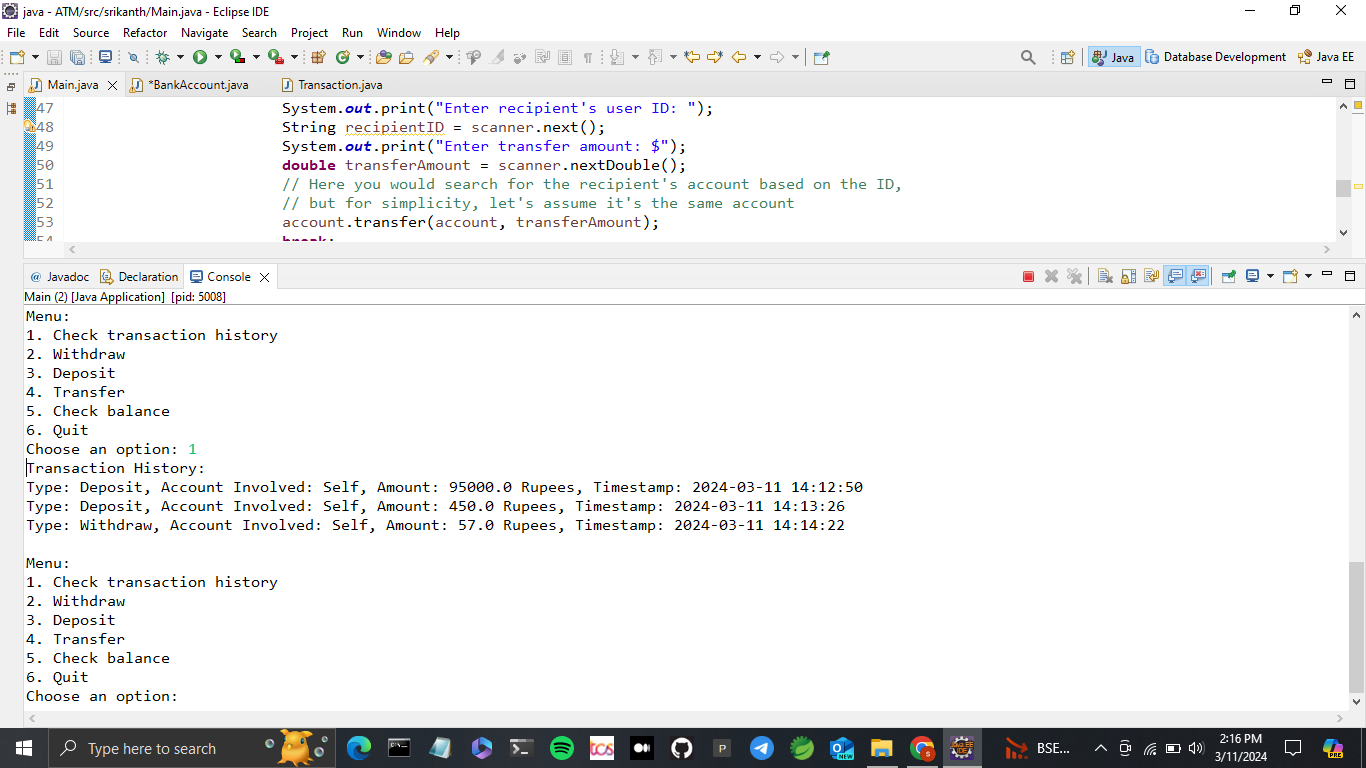 java - ATM/src/srikanth/Main.java - Eclipse IDE
File Edit Source Refactor Navigate Search Project Run Window Help
Java Database Development Java EE
Main.java *BankAccount.java Transaction.java
47 System.out.print("Enter recipient's user ID: ");
48 String recipientID = scanner.next();
49 System.out.print("Enter transfer amount: $");
50 double transferAmount = scanner.nextDouble();
51 // Here you would search for the recipient's account based on the ID,
52 // but for simplicity, let's assume it's the same account
53 account.transfer(account, transferAmount);
54 break;
@ Javadoc Declaration Console
Main (2) [Java Application] [pid: 5008]
Menu:
1. Check transaction history
2. Withdraw
3. Deposit
4. Transfer
5. Check balance
6. Quit
Choose an option: 1
Transaction History:
Type: Deposit, Account Involved: Self, Amount: 95000.0 Rupees, Timestamp: 2024-03-11 14:12:50
Type: Deposit, Account Involved: Self, Amount: 450.0 Rupees, Timestamp: 2024-03-11 14:13:26
Type: Withdraw, Account Involved: Self, Amount: 57.0 Rupees, Timestamp: 2024-03-11 14:14:22
Menu:
1. Check transaction history
2. Withdraw
3. Deposit
4. Transfer
5. Check balance
6. Quit
Choose an option:
Type here to search
tcs
P
NEW
BSE...
2:16 PM
3/11/2024
PRE